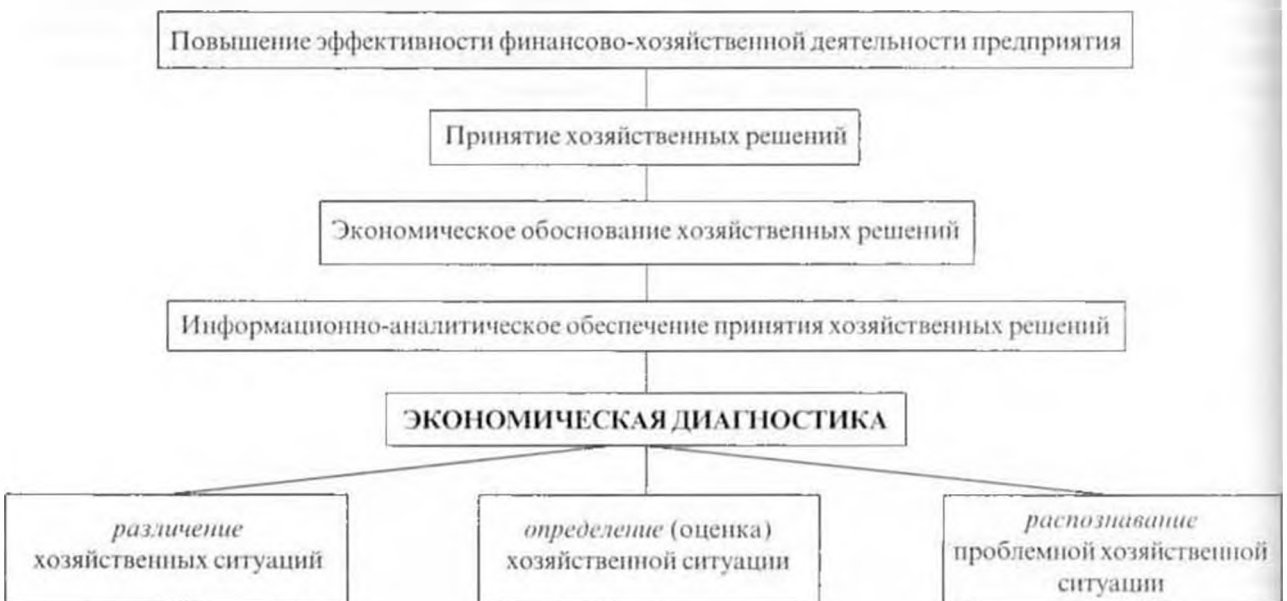 Повышение эффективности финансово-хозяйственной деятельности предприятия
Принятие хозяйственных решений
Экономическое обоснование хозяйственных решений
Информационно-аналитическое обеспечение принятия хозяйственных решений
ЭКОНОМИЧЕСКАЯ ДИАГНОСТИКА
различение
хозяйственных ситуаций
определение (оценка)
хозяйственной ситуации
распознавание
проблемной хозяйственной
ситуации